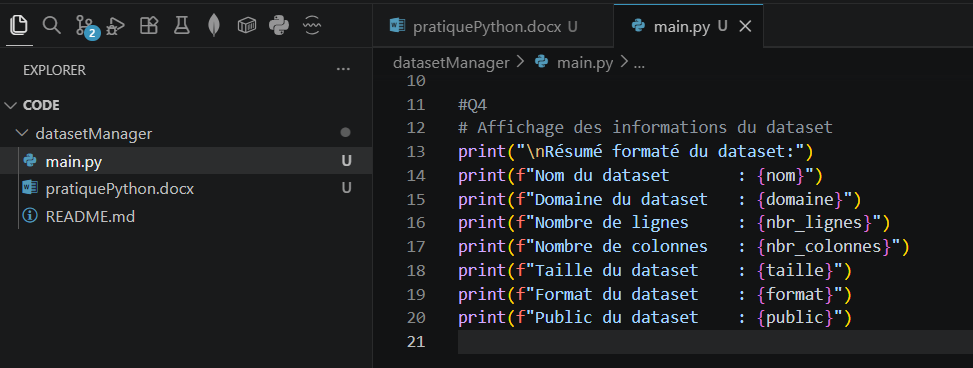 2
pratiquePython.docx U
main.py U
EXPLORER
datasetManager > main.py > ...
CODE
datasetManager
main.py U
pratiquePython.docx U
README.md
10
11 #Q4
12 # Affichage des informations du dataset
13 print("\nRésumé formaté du dataset:")
14 print(f"Nom du dataset        : {nom}")
15 print(f"Domaine du dataset    : {domaine}")
16 print(f"Nombre de lignes      : {nbr_lignes}")
17 print(f"Nombre de colonnes    : {nbr_colonnes}")
18 print(f"Taille du dataset     : {taille}")
19 print(f"Format du dataset     : {format}")
20 print(f"Public du dataset     : {public}")
21